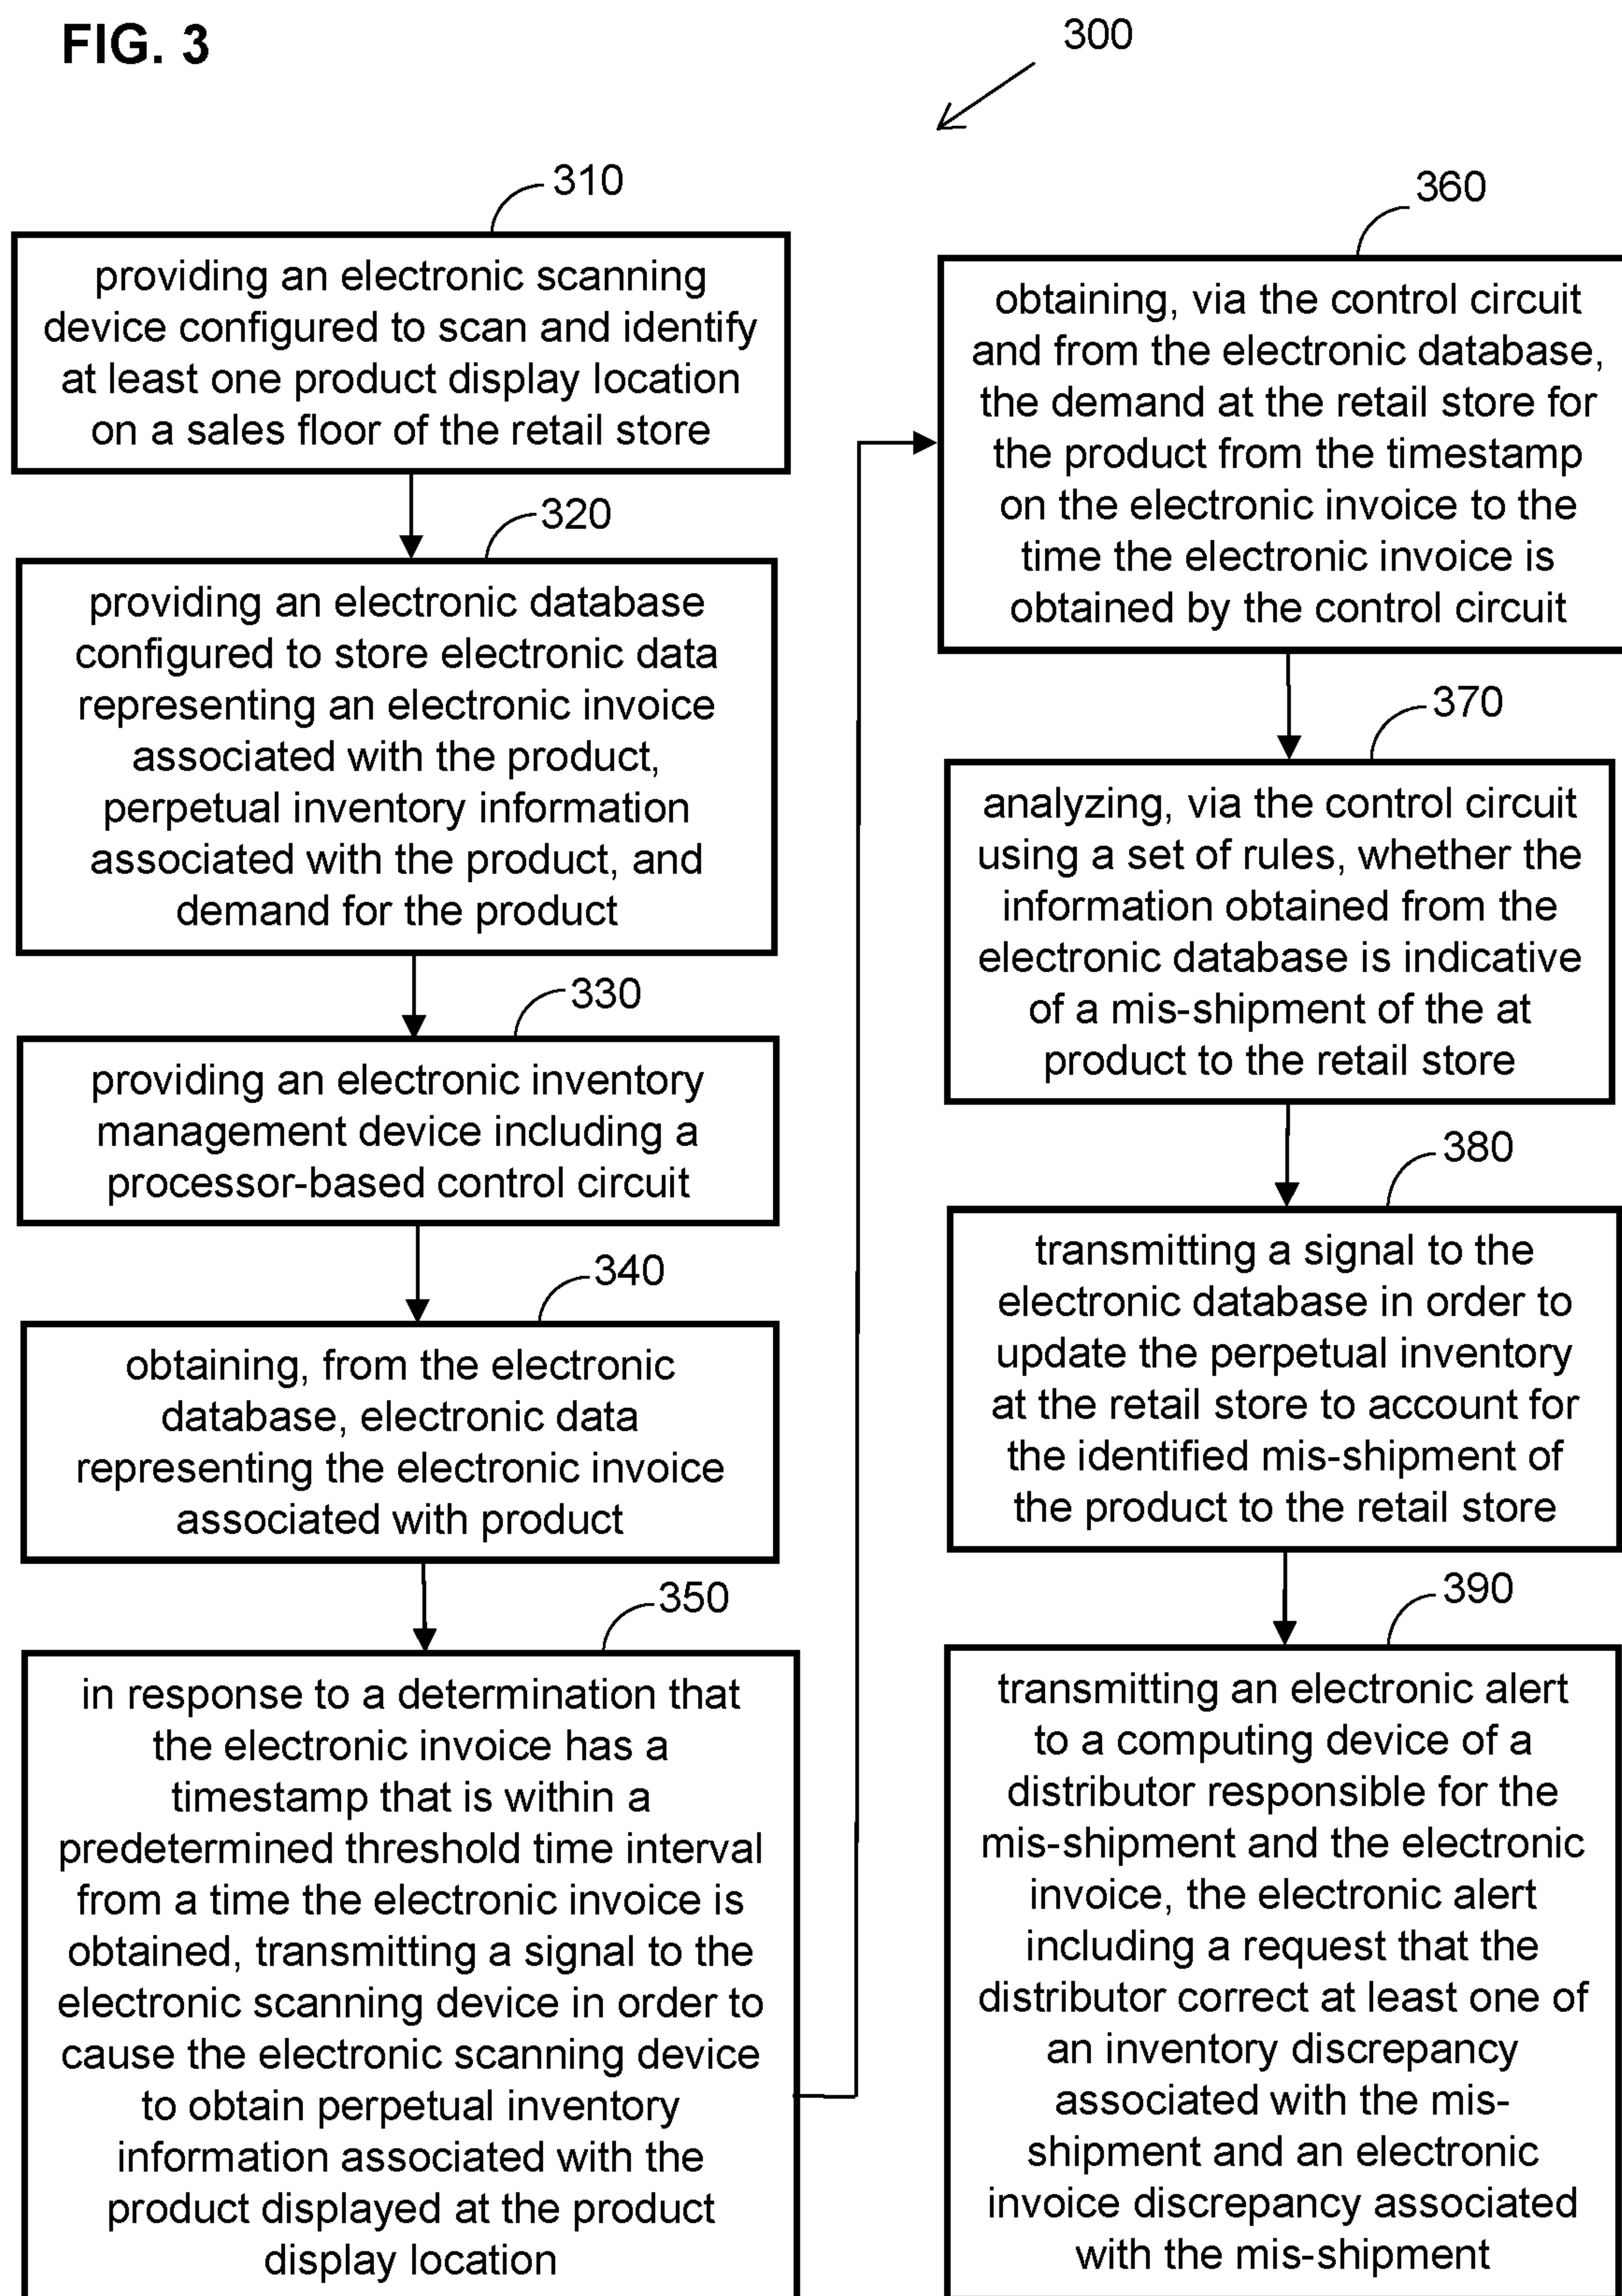 FIG. 3
300
310
providing an electronic scanning
device configured to scan and identify
at least one product display location
on a sales floor of the retail store
320
providing an electronic database
configured to store electronic data
representing an electronic invoice
associated with the product,
perpetual inventory information
associated with the product, and
demand for the product
330
providing an electronic inventory
management device including a
processor-based control circuit
340
obtaining, from the electronic
database, electronic data
representing the electronic invoice
associated with product
350
in response to a determination that
the electronic invoice has a
timestamp that is within a
predetermined threshold time interval
from a time the electronic invoice is
obtained, transmitting a signal to the
electronic scanning device in order to
cause the electronic scanning device
to obtain perpetual inventory
information associated with the
product displayed at the product
display location
360
obtaining, via the control circuit
and from the electronic database,
the demand at the retail store for
the product from the timestamp
on the electronic invoice to the
time the electronic invoice is
obtained by the control circuit
370
analyzing, via the control circuit
using a set of rules, whether the
information obtained from the
electronic database is indicative
of a mis-shipment of the at
product to the retail store
380
transmitting a signal to the
electronic database in order to
update the perpetual inventory
at the retail store to account for
the identified mis-shipment of
the product to the retail store
390
transmitting an electronic alert
to a computing device of a
distributor responsible for the
mis-shipment and the electronic
invoice, the electronic alert
including a request that the
distributor correct at least one of
an inventory discrepancy
associated with the mis-
shipment and an electronic
invoice discrepancy associated
with the mis-shipment